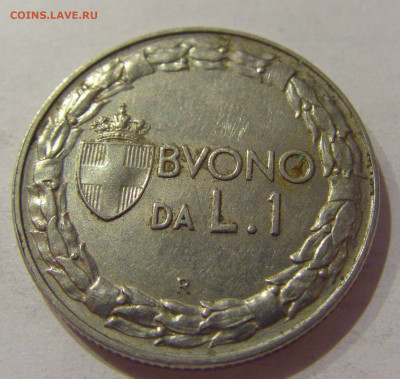 COINS.LAVE.RU
BVONO
DA L.1
R